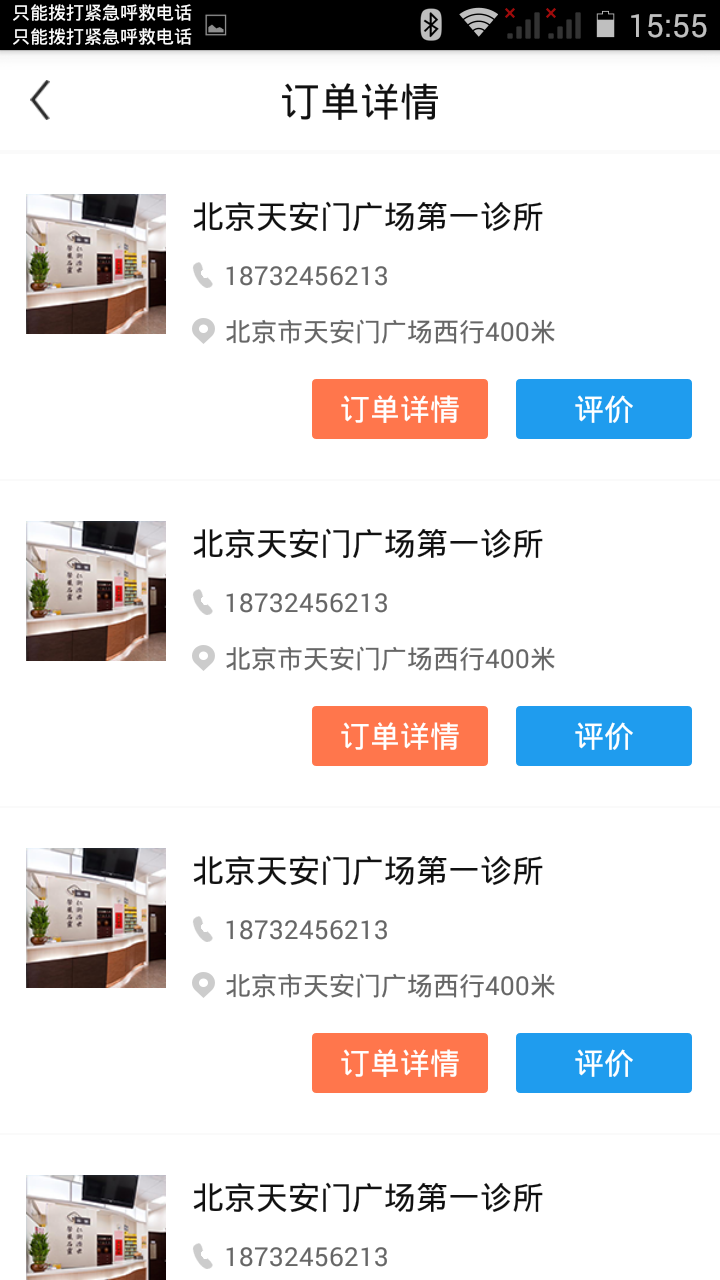 只能拨打紧急呼救电话
只能拨打紧急呼救电话
15:55
订单详情
北京天安门广场第一诊所
18732456213
北京市天安门广场西行400米
订单详情 评价
北京天安门广场第一诊所
18732456213
北京市天安门广场西行400米
订单详情 评价
北京天安门广场第一诊所
18732456213
北京市天安门广场西行400米
订单详情 评价
北京天安门广场第一诊所
18732456213